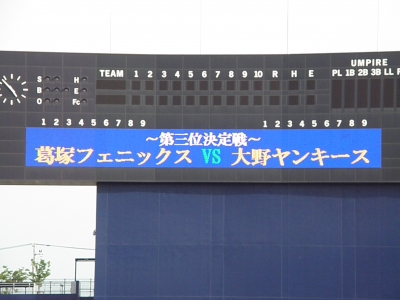 UMPIRE
TEAM 1 2 3 4 5 6 7 8 9 10 R H E PL 1B 2B 3B LL R
S H
B E
O Fc
1 2 3 4 5 6 7 8 9 1 2 3 4 5 6 7 8 9
～第三位決定戦～
葛塚フェニックス VS 大野ヤンキース